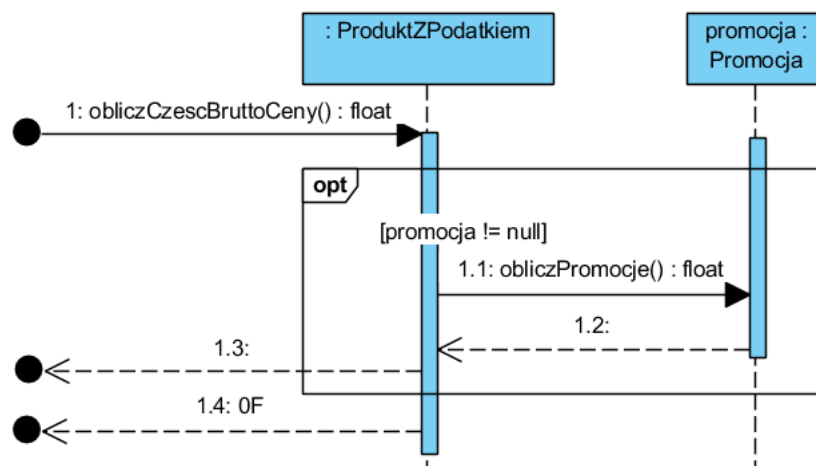 : ProduktZPodatkiem
promocja :
Promocja
1: obliczCzescBruttoCeny() : float
opt
[promocja != null]
1.1: obliczPromocje() : float
1.2:
1.3:
1.4: 0F